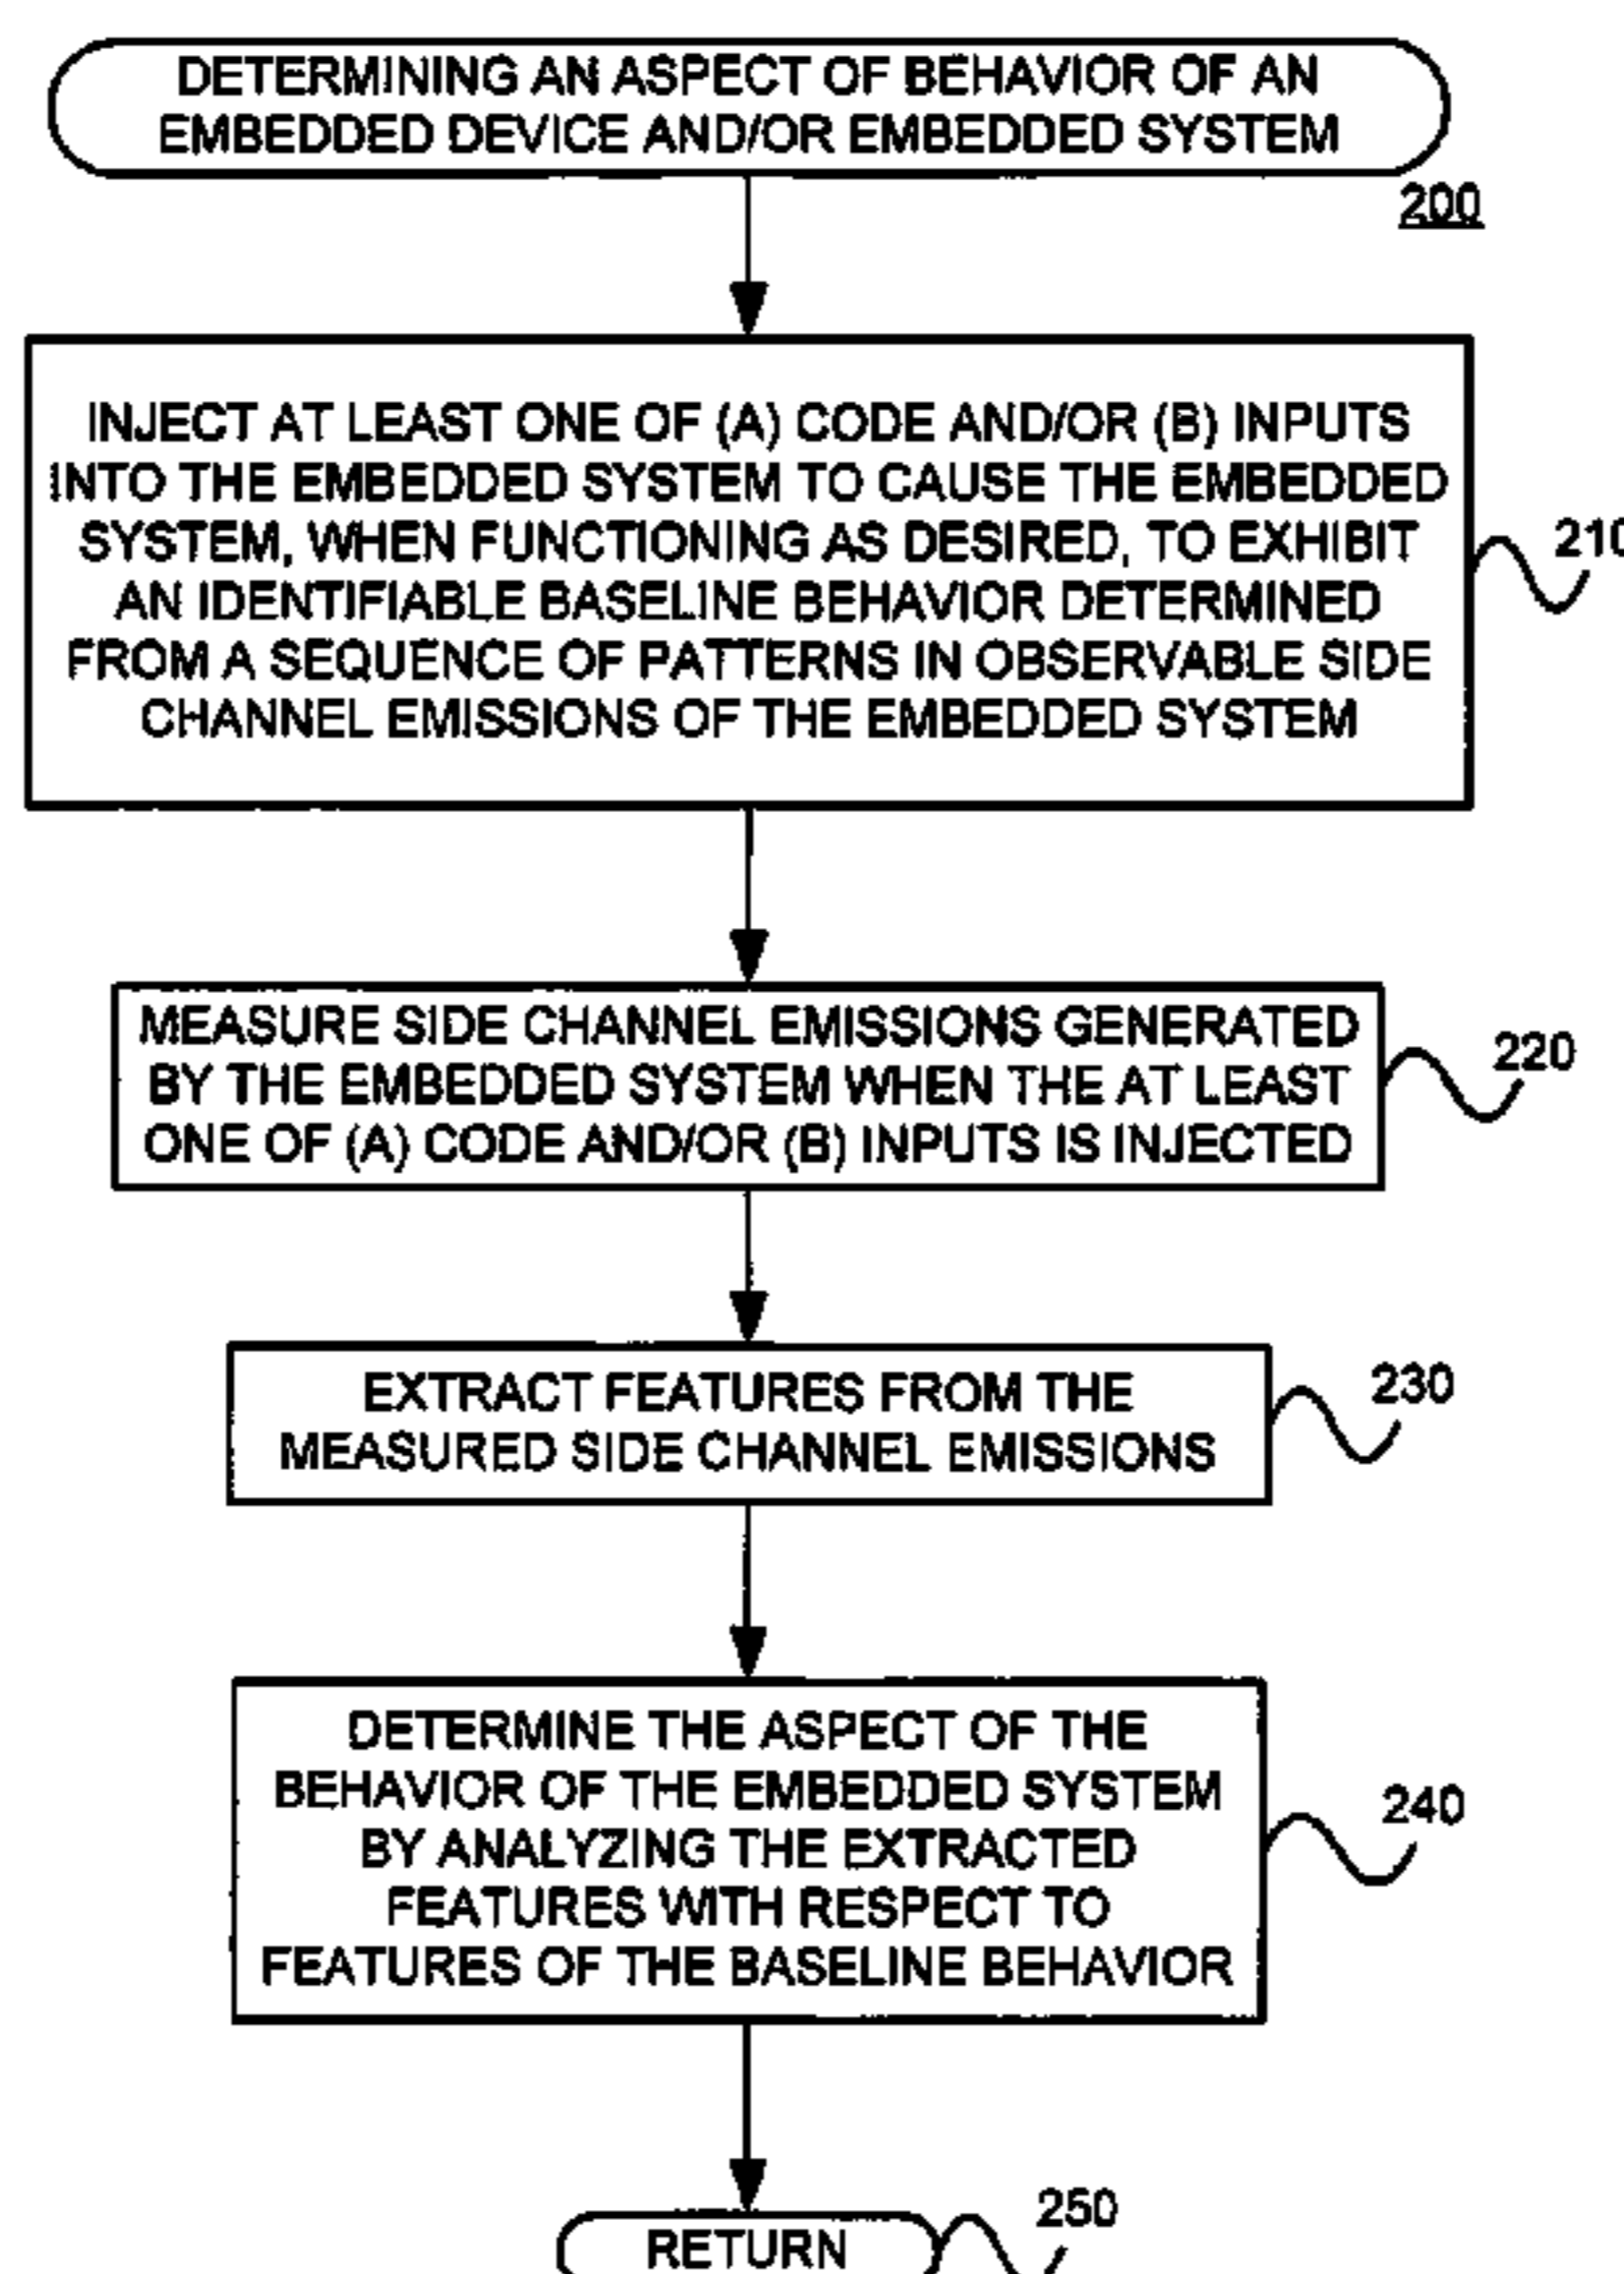 DETERMINING AN ASPECT OF BEHAVIOR OF AN
EMBEDDED DEVICE AND/OR EMBEDDED SYSTEM
200
INJECT AT LEAST ONE OF (A) CODE AND/OR (B) INPUTS
INTO THE EMBEDDED SYSTEM TO CAUSE THE EMBEDDED
SYSTEM, WHEN FUNCTIONING AS DESIRED, TO EXHIBIT
AN IDENTIFIABLE BASELINE BEHAVIOR DETERMINED
FROM A SEQUENCE OF PATTERNS IN OBSERVABLE SIDE
CHANNEL EMISSIONS OF THE EMBEDDED SYSTEM
210
MEASURE SIDE CHANNEL EMISSIONS GENERATED
BY THE EMBEDDED SYSTEM WHEN THE AT LEAST
ONE OF (A) CODE AND/OR (B) INPUTS IS INJECTED
220
EXTRACT FEATURES FROM THE
MEASURED SIDE CHANNEL EMISSIONS
230
DETERMINE THE ASPECT OF THE
BEHAVIOR OF THE EMBEDDED SYSTEM
BY ANALYZING THE EXTRACTED
FEATURES WITH RESPECT TO
FEATURES OF THE BASELINE BEHAVIOR
240
RETURN
250